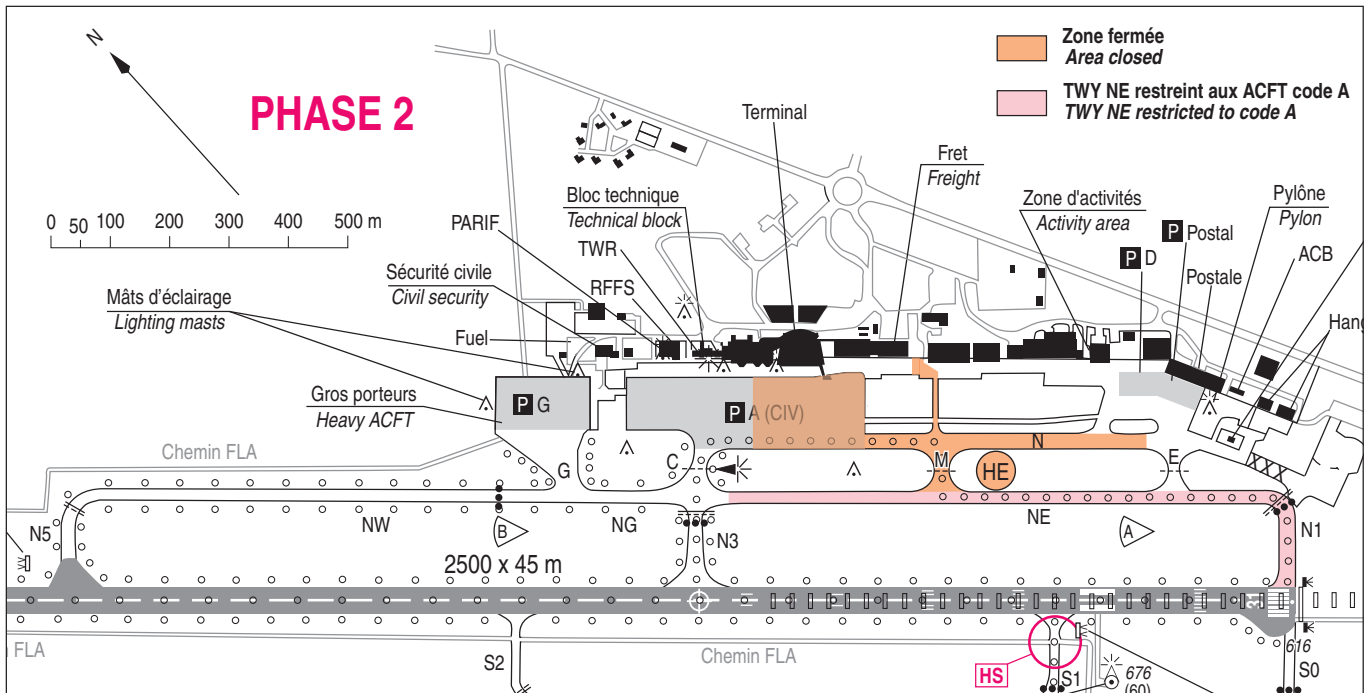 N
PHASE 2
Zone fermée
Area closed
TWY NE restreint aux ACFT code A
TWY NE restricted to code A
0 50 100 200 300 400 500 m
Terminal
Fret
Freight
Bloc technique
Technical block
PARIF
TWR
Zone d'activités
Activity area
Pylône
Pylon
P Postal
P D
Postale
ACB
Sécurité civile
Civil security
RFFS
Mâts d'éclairage
Lighting masts
Fuel
Hang
Gros porteurs
Heavy ACFT
P G
P A (CIV)
Chemin FLA
G
C
N
M
HE
E
N5
NW
B
NG
N3
NE
A
N1
2500 x 45 m
31
FLA
S2
Chemin FLA
HS
S1
676
(60)
616
S0